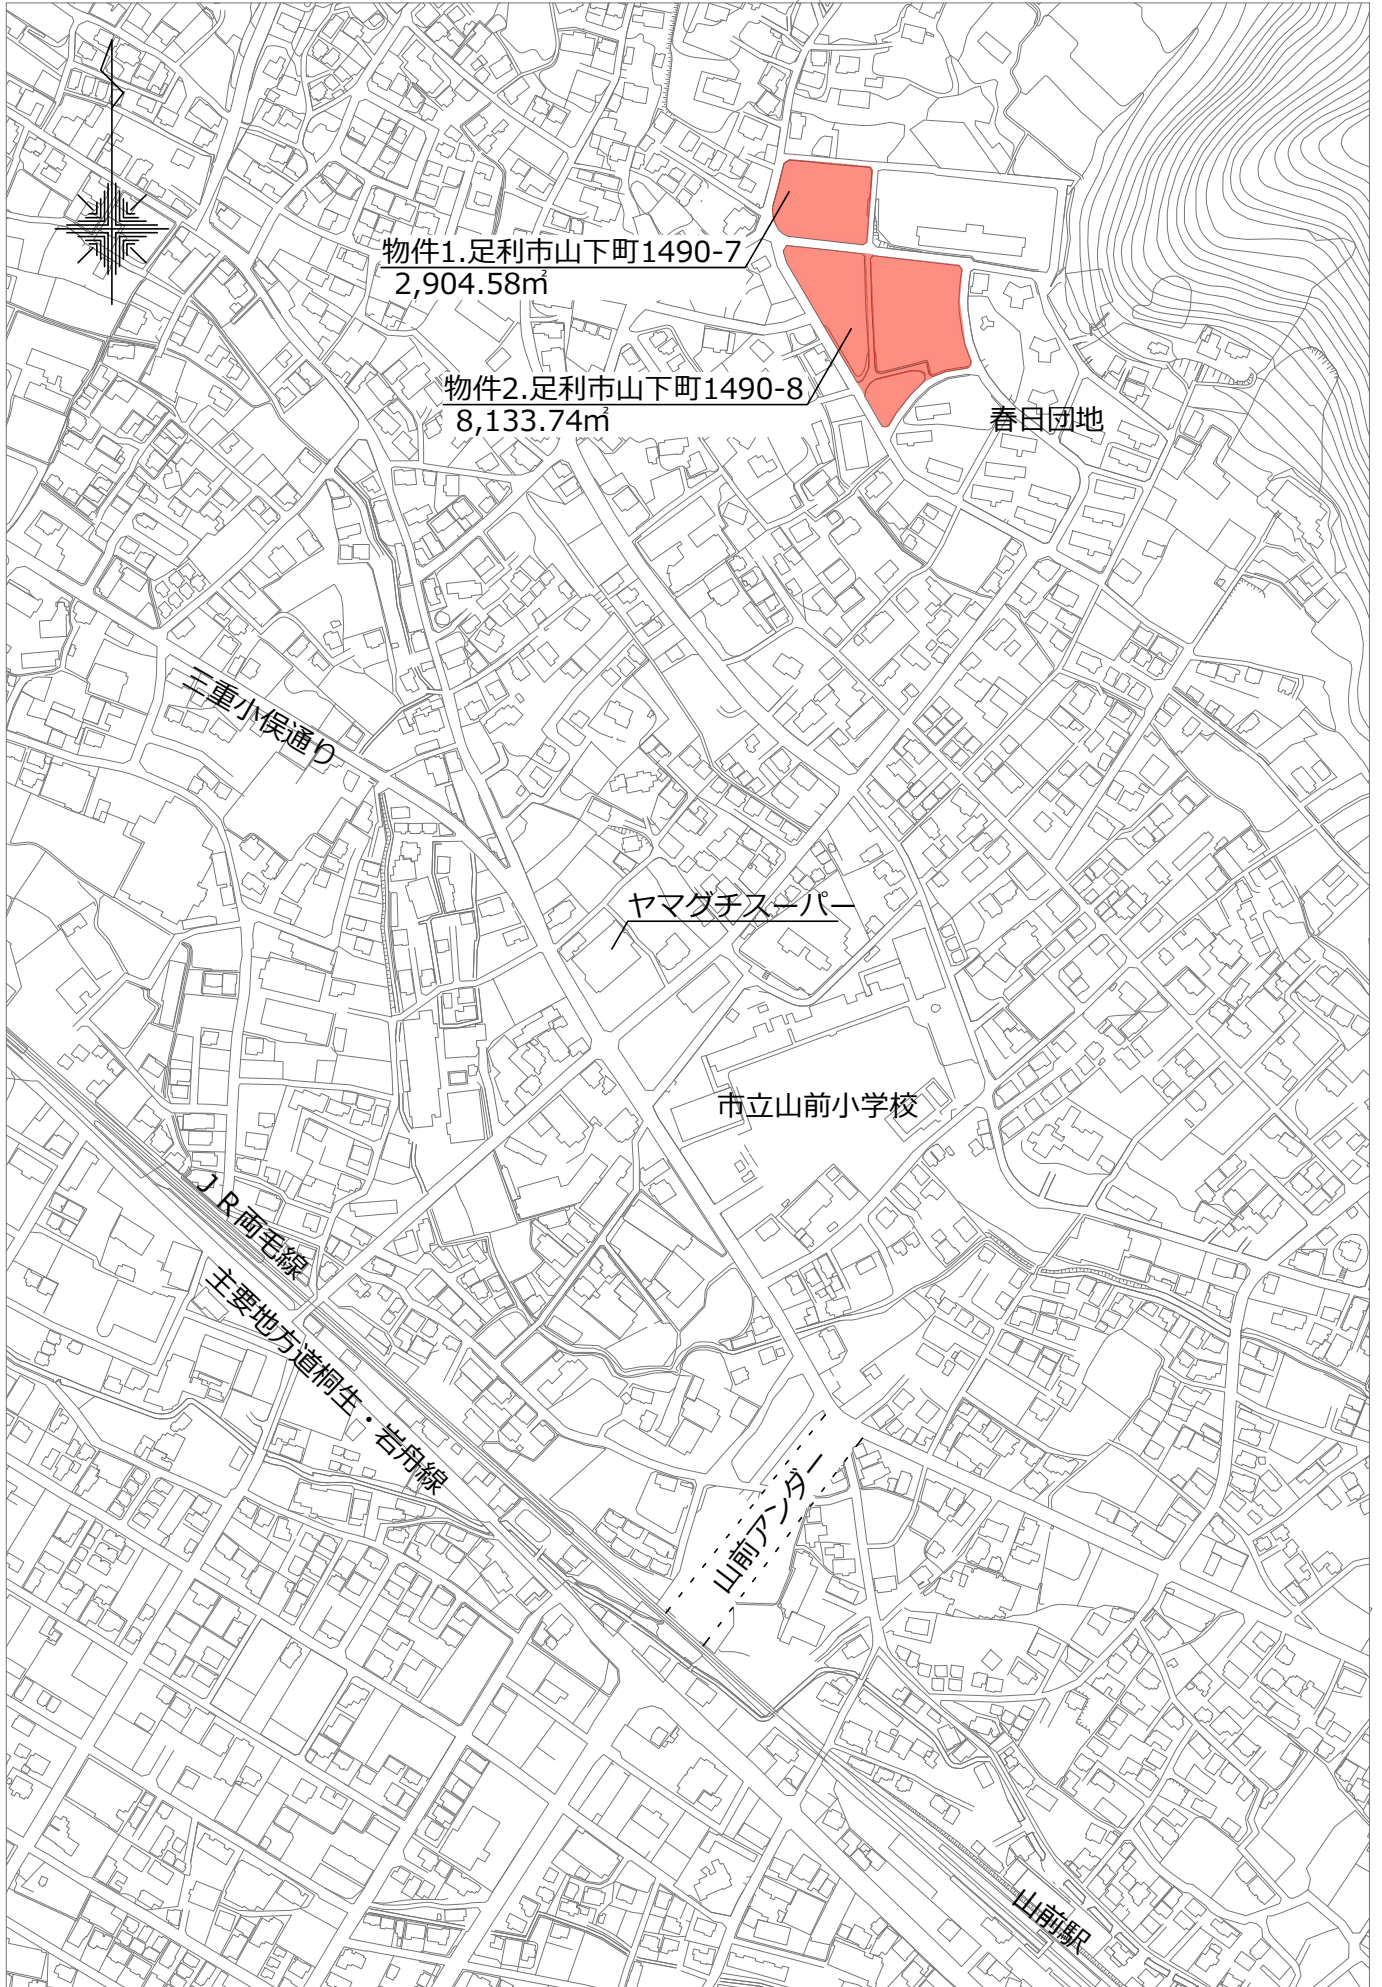 物件1.足利市山下町1490-7
2,904.58㎡
物件2.足利市山下町1490-8
8,133.74㎡
春日団地
三重小俣通り
ヤマグチスーパー
市立山前小学校
JR両毛線
主要地方道桐生・岩舟線
山前アンダー
山前駅